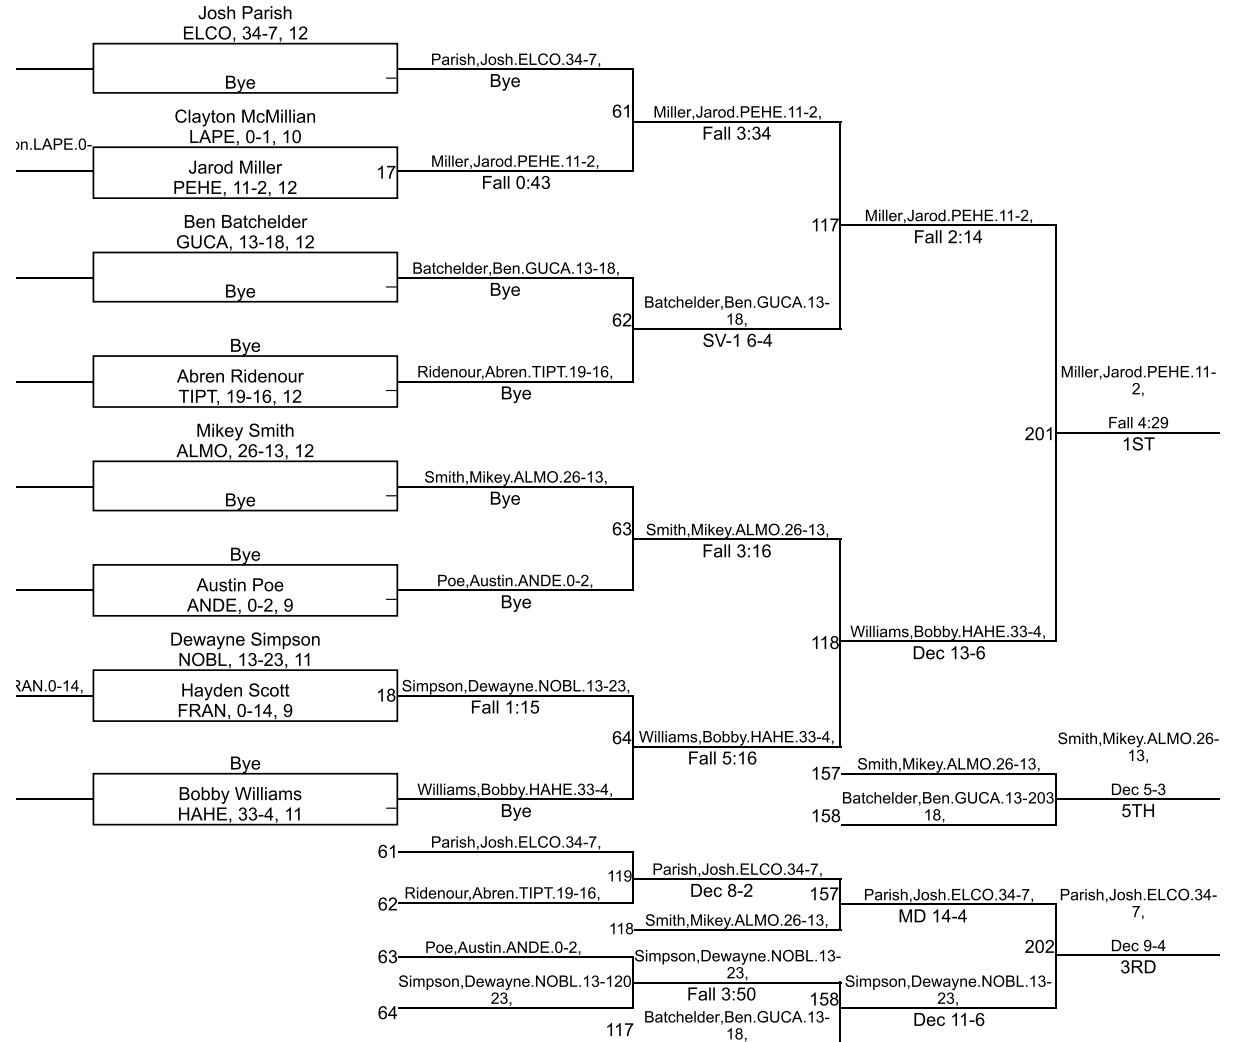 Josh Parish
ELCO, 34-7, 12
Parish,Josh.ELCO.34-7,
Bye
Bye
Clayton McMillian
LAPE, 0-1, 10
61
Miller,Jarod.PEHE.11-2,
Fall 3:34
on.LAPE.0-
Jarod Miller
PEHE, 11-2, 12
17
Miller,Jarod.PEHE.11-2,
Fall 0:43
Ben Batchelder
GUCA, 13-18, 12
117
Miller,Jarod.PEHE.11-2,
Fall 2:14
Batchelder,Ben.GUCA.13-18,
Bye
Bye
62
Batchelder,Ben.GUCA.13-
18,
SV-1 6-4
Bye
Abren Ridenour
TIPT, 19-16, 12
Ridenour,Abren.TIPT.19-16,
Bye
Miller,Jarod.PEHE.11-
2,
201
Fall 4:29
1ST
Mikey Smith
ALMO, 26-13, 12
Smith,Mikey.ALMO.26-13,
Bye
Bye
63
Smith,Mikey.ALMO.26-13,
Fall 3:16
Bye
Austin Poe
ANDE, 0-2, 9
Poe,Austin.ANDE.0-2,
Bye
Dewayne Simpson
NOBL, 13-23, 11
118
Williams,Bobby.HAHE.33-4,
Dec 13-6
RAN.0-14,
Hayden Scott
FRAN, 0-14, 9
18
Simpson,Dewayne.NOBL.13-23,
Fall 1:15
64
Williams,Bobby.HAHE.33-4,
Fall 5:16
Bye
Bobby Williams
HAHE, 33-4, 11
Williams,Bobby.HAHE.33-4,
Bye
157
Smith,Mikey.ALMO.26-13,
Smith,Mikey.ALMO.26-
13,
158
Batchelder,Ben.GUCA.13-203
18,
Dec 5-3
5TH
61
Parish,Josh.ELCO.34-7,
119
Parish,Josh.ELCO.34-7,
Dec 8-2
62
Ridenour,Abren.TIPT.19-16,
157
Parish,Josh.ELCO.34-7,
MD 14-4
Parish,Josh.ELCO.34-
7,
118
Smith,Mikey.ALMO.26-13,
63
Poe,Austin.ANDE.0-2,
202
Dec 9-4
3RD
Simpson,Dewayne.NOBL.13-
23,
Fall 3:50
Simpson,Dewayne.NOBL.13-120
23,
64
158
Simpson,Dewayne.NOBL.13-
23,
Dec 11-6
117
Batchelder,Ben.GUCA.13-
18,